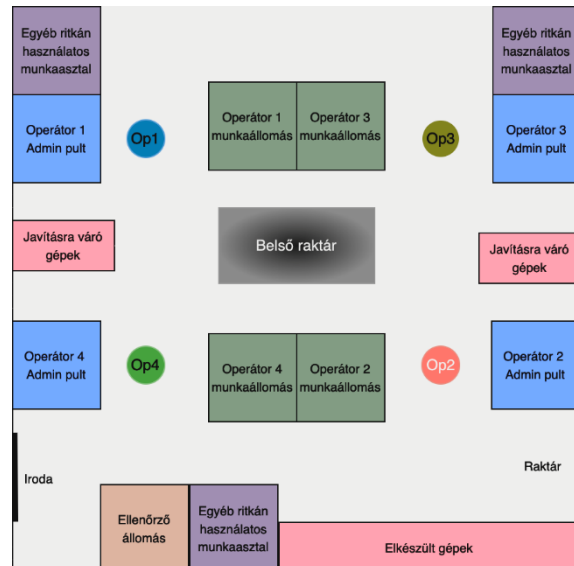 Egyéb ritkán
használatos
munkaasztal
Egyéb ritkán
használatos
munkaasztal
Operátor 1
Admin pult
Op1
Operátor 1
munkaállomás
Operátor 3
munkaállomás
Op3
Operátor 3
Admin pult
Javításra váró
gépek
Belső raktár
Javításra váró
gépek
Operátor 4
Admin pult
Op4
Operátor 4
munkaállomás
Operátor 2
munkaállomás
Op2
Operátor 2
Admin pult
Iroda
Raktár
Ellenőrző
állomás
Egyéb ritkán
használatos
munkaasztal
Elkészült gépek